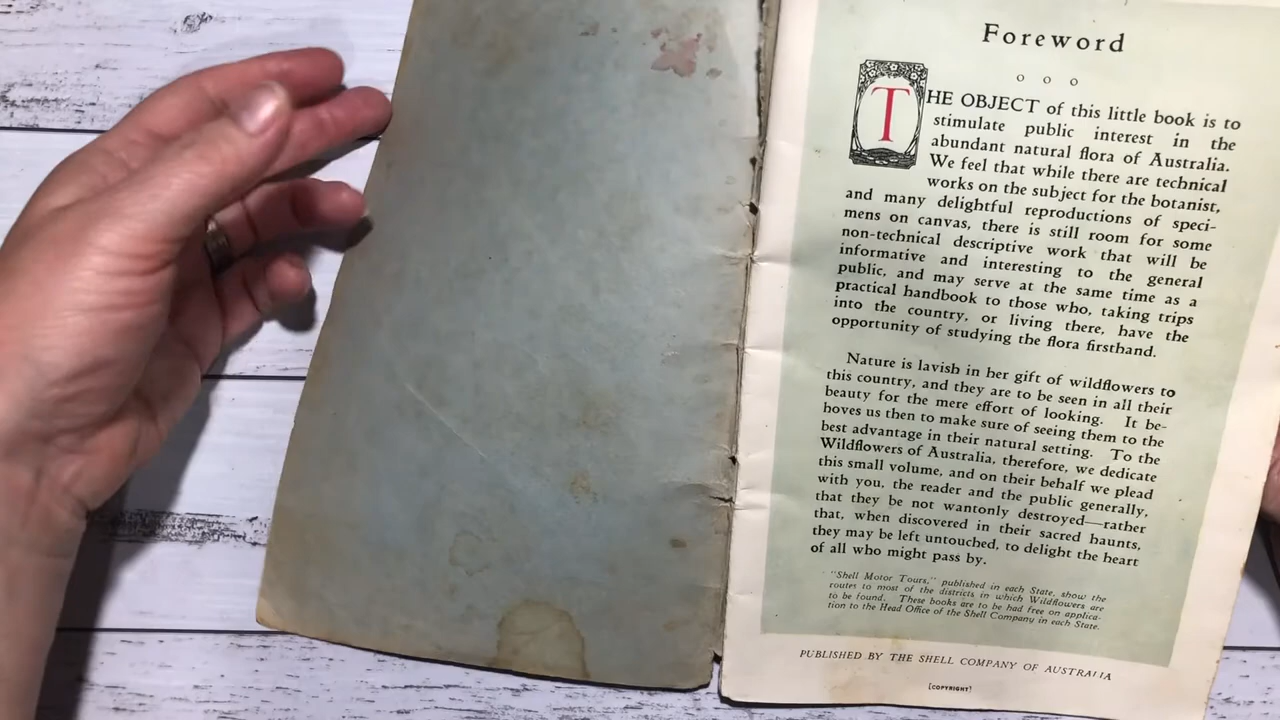 Foreword
o o o
THE OBJECT of this little book is to
stimulate public interest in the
abundant natural flora of Australia.
We feel that while there are technical
works on the subject for the botanist,
and many delightful reproductions of speci-
mens on canvas, there is still room for some
non-technical descriptive work that will be
informative and interesting to the general
public, and may serve at the same time as a
practical handbook to those who, taking trips
into the country, or living there, have the
opportunity of studying the flora firsthand.
Nature is lavish in her gift of wildflowers to
this country, and they are to be seen in all their
beauty for the mere effort of looking. It be-
hoves us then to make sure of seeing them to the
best advantage in their natural setting. To the
Wildflowers of Australia, therefore, we dedicate
this small volume, and on their behalf we plead
with you, the reader and the public generally,
that they be not wantonly destroyed—rather
that, when discovered in their sacred haunts,
they may be left untouched, to delight the heart
of all who might pass by.
"Shell Motor Tours," published in each State, show the
routes to most of the districts in which Wildflowers are
to be found. These books are to be had free on applica-
tion to the Head Office of the Shell Company in each State.
PUBLISHED BY THE SHELL COMPANY OF AUSTRALIA
[COPYRIGHT]